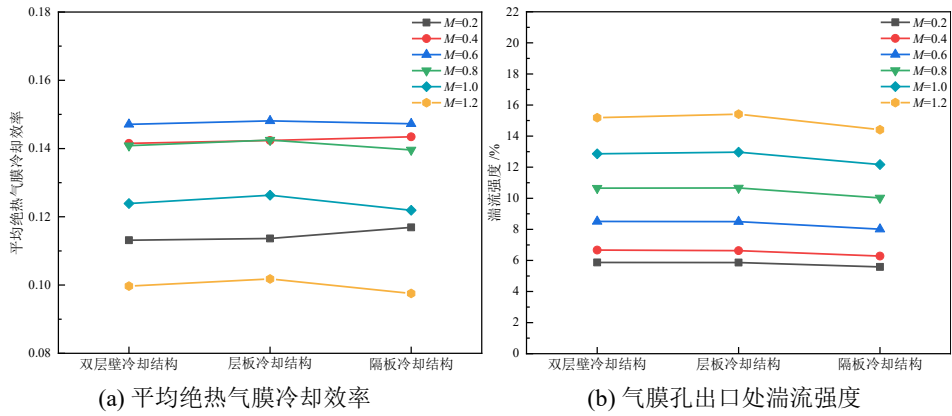 0.18
0.16
0.14
0.12
0.10
0.08
平均绝热气膜冷却效率
M=0.2
M=0.4
M=0.6
M=0.8
M=1.0
M=1.2
双层壁冷却结构
层板冷却结构
隔板冷却结构
(a) 平均绝热气膜冷却效率
22
20
18
16
14
12
10
8
6
4
2
0
湍流强度 /%
M=0.2
M=0.4
M=0.6
M=0.8
M=1.0
M=1.2
双层壁冷却结构
层板冷却结构
隔板冷却结构
(b) 气膜孔出口处湍流强度